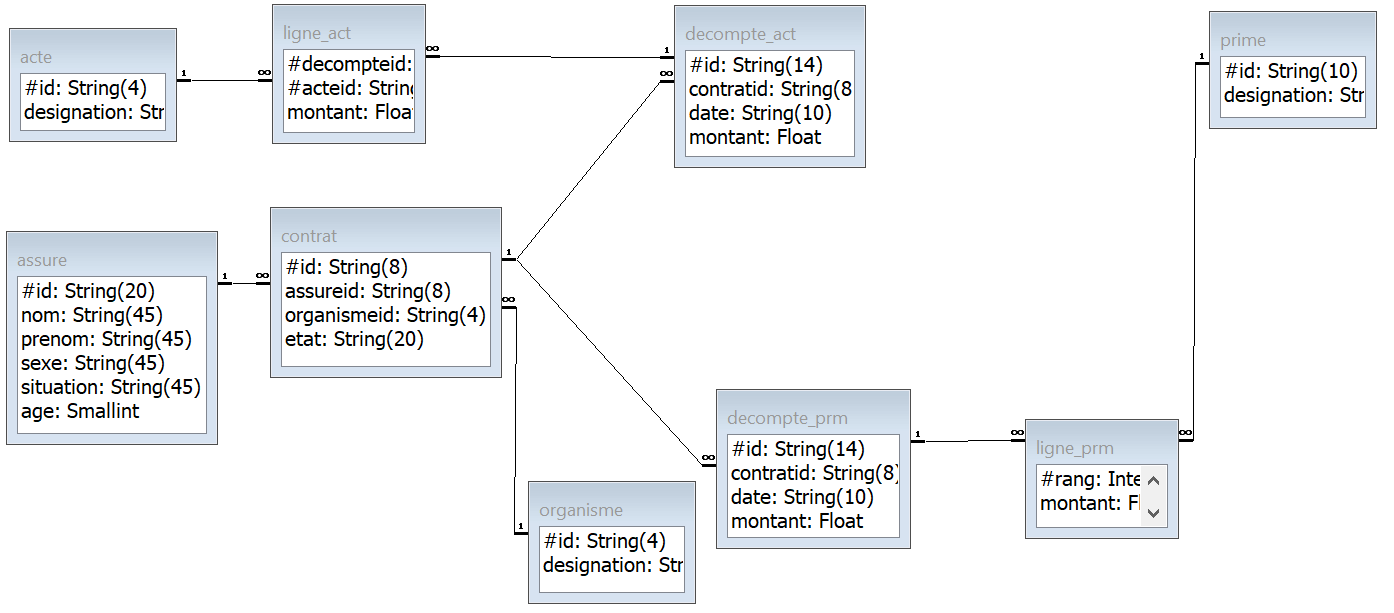 acte
#id: String(4)
designation: Str
ligne_act
#decompteid:
#acteid: String
montant: Float
decompte_act
#id: String(14)
contratid: String(8
date: String(10)
montant: Float
prime
#id: String(10)
designation: Str
assure
#id: String(20)
nom: String(45)
prenom: String(45)
sexe: String(45)
situation: String(45)
age: Smallint
contrat
#id: String(8)
assureid: String(8)
organismeid: String(4)
etat: String(20)
organisme
#id: String(4)
designation: Str
decompte_prm
#id: String(14)
contratid: String(8)
date: String(10)
montant: Float
ligne_prm
#rang: Inte
montant: Fl
1 ∞
∞ 1
1 ∞
1 ∞
∞ 1
1 ∞
1 ∞
∞ 1